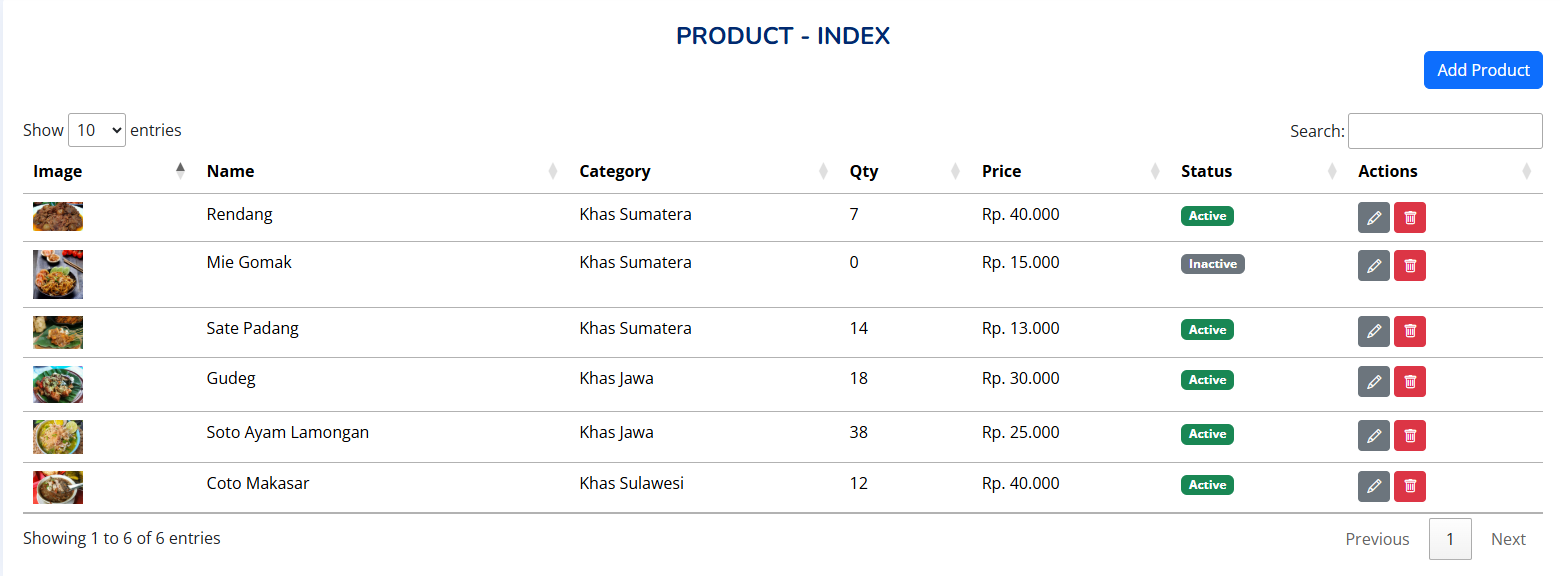 PRODUCT - INDEX
Add Product
Show 10 entries
Search:
Image Name Category Qty Price Status Actions
Rendang Khas Sumatera 7 Rp. 40.000 Active
Mie Gomak Khas Sumatera 0 Rp. 15.000 Inactive
Sate Padang Khas Sumatera 14 Rp. 13.000 Active
Gudeg Khas Jawa 18 Rp. 30.000 Active
Soto Ayam Lamongan Khas Jawa 38 Rp. 25.000 Active
Coto Makasar Khas Sulawesi 12 Rp. 40.000 Active
Showing 1 to 6 of 6 entries
Previous 1 Next